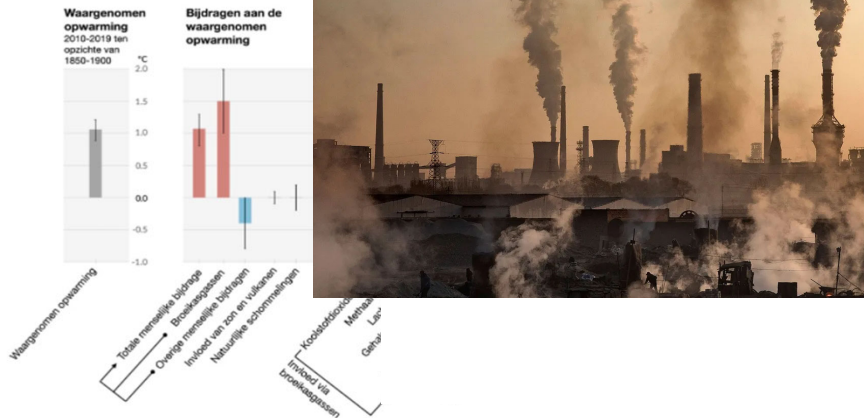 Waargenomen
opwarming
2010-2019 ten
opzichte van
1850-1900
°C
Bijdragen aan de
waargenomen
opwarming
2.0
1.5
1.0
0.5
0.0
-0.5
-1.0
Waargenomen opwarming
Totale menselijke bijdrage
Broeikasgassen
Overige menselijke bijdragen
Invloed van zon en vulkanen
Natuurlijke schommelingen
Invloed via
broeikasgassen